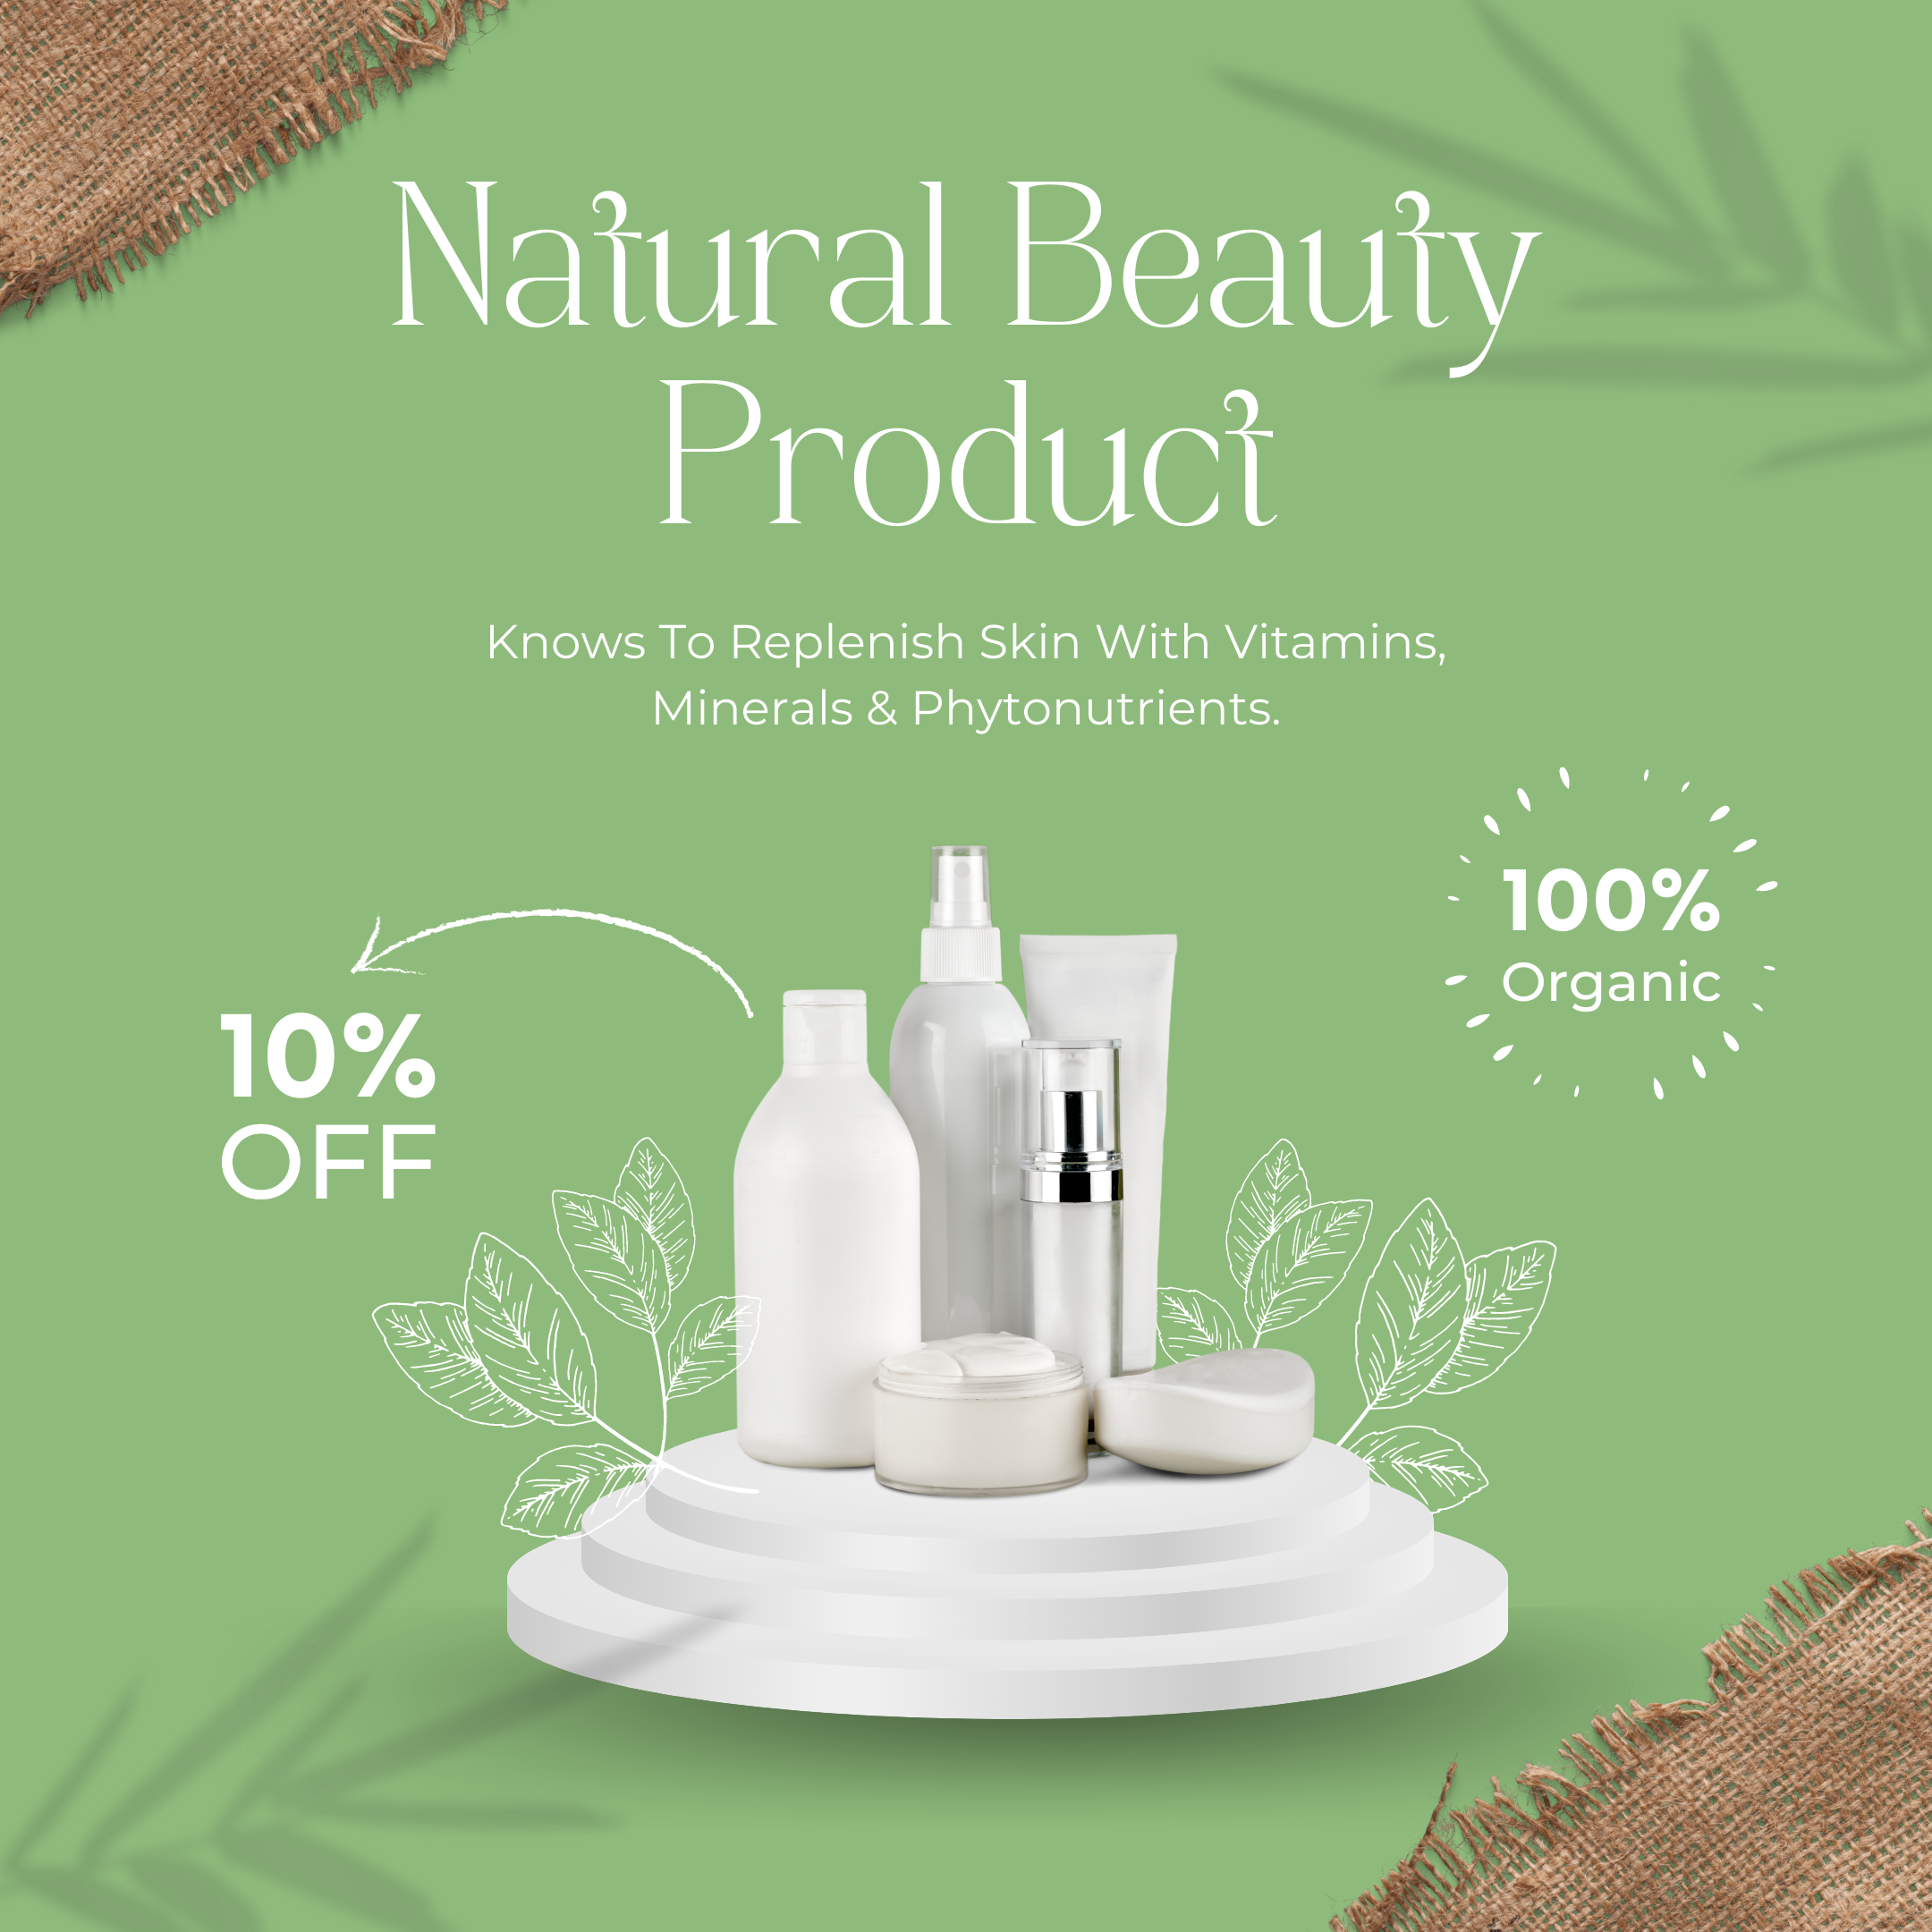 Natural Beauty
Product
Knows To Replenish Skin With Vitamins,
Minerals & Phytonutrients.
100%
Organic
10%
OFF